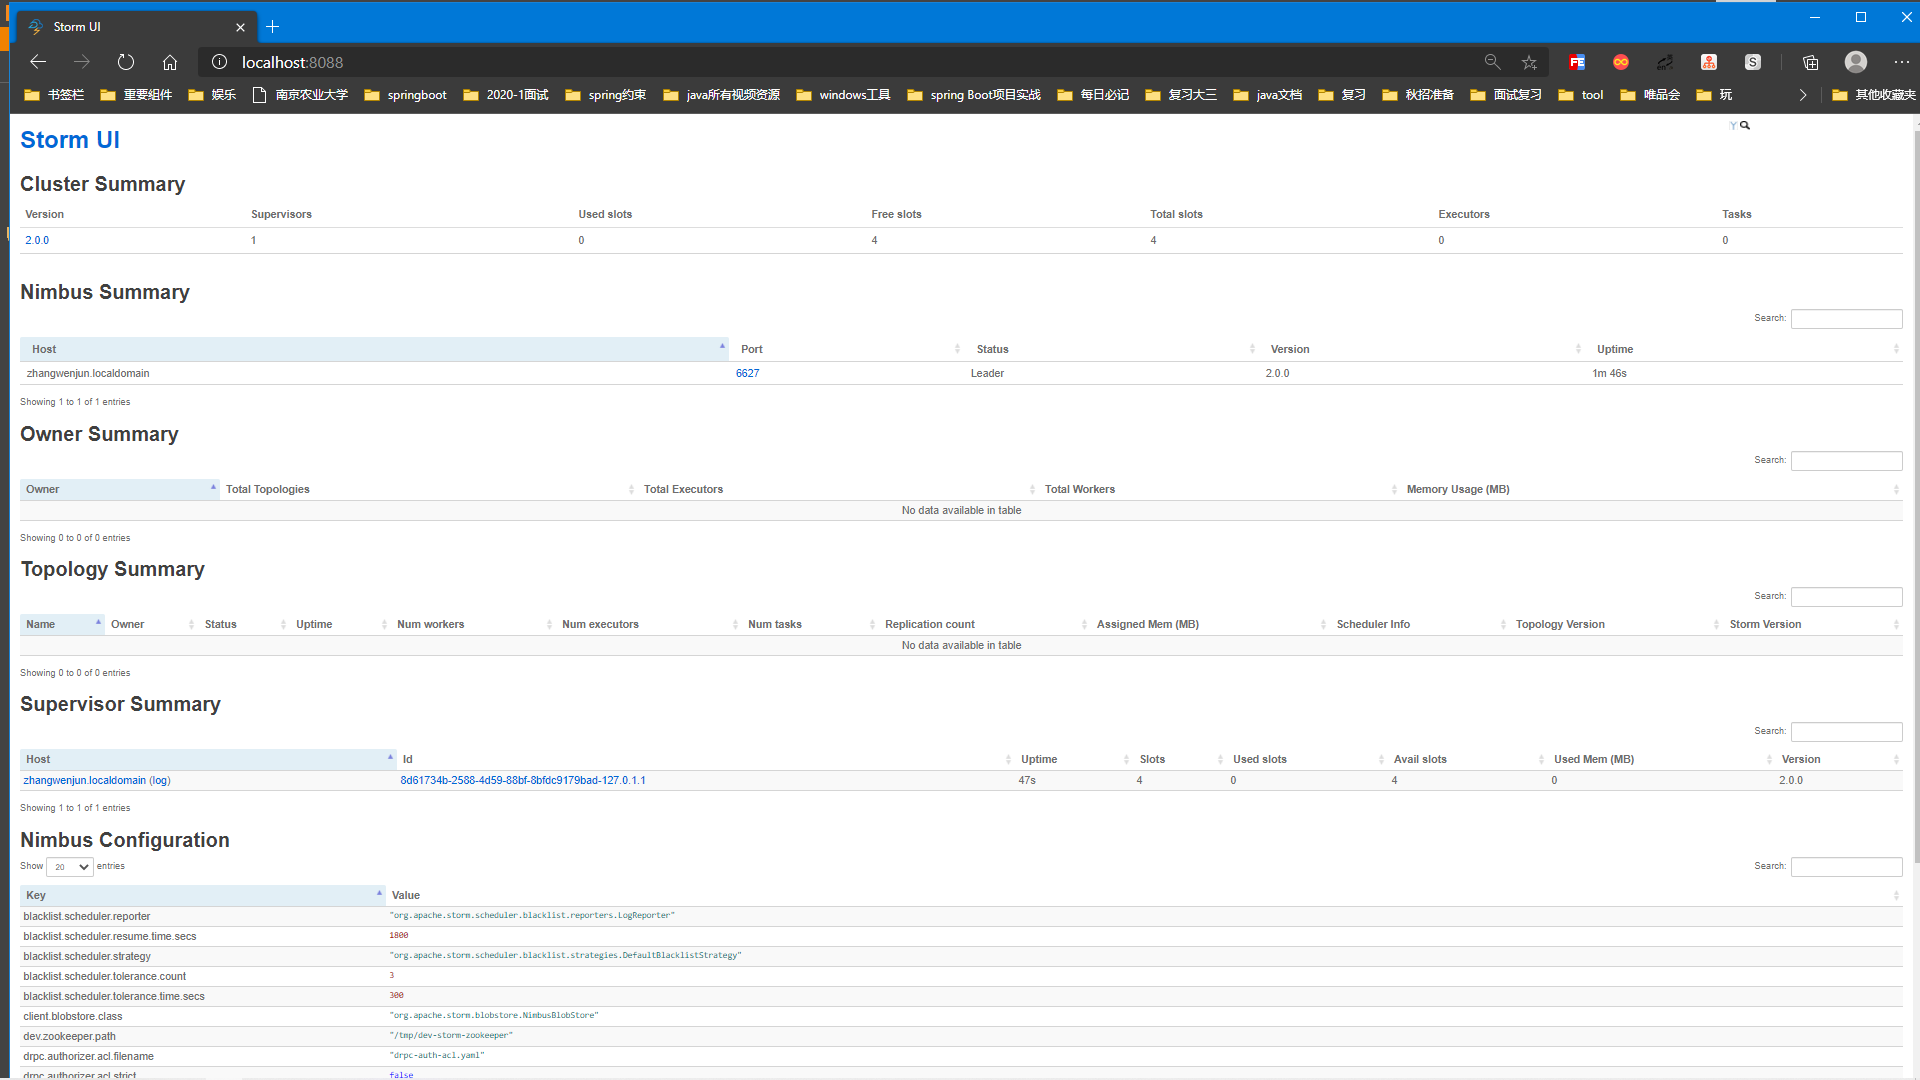 Storm UI
localhost:8088
FE
en
S
书签栏 重要组件 娱乐 南京农业大学 springboot 2020-1面试 spring约束 java所有视频资源 windows工具 spring Boot项目实战 每日必记 复习大三 java文档 复习 秋招准备 面试复习 tool 唯品会 玩 其他收藏夹
Storm UI
Cluster Summary
Version Supervisors Used slots Free slots Total slots Executors Tasks
2.0.0 1 0 4 4 0 0
Nimbus Summary
Search:
Host Port Status Version Uptime
zhangwenjun.localdomain 6627 Leader 2.0.0 1m 46s
Showing 1 to 1 of 1 entries
Owner Summary
Search:
Owner Total Topologies Total Executors Total Workers Memory Usage (MB)
No data available in table
Showing 0 to 0 of 0 entries
Topology Summary
Search:
Name Owner Status Uptime Num workers Num executors Num tasks Replication count Assigned Mem (MB) Scheduler Info Topology Version Storm Version
No data available in table
Showing 0 to 0 of 0 entries
Supervisor Summary
Search:
Host Id Uptime Slots Used slots Avail slots Used Mem (MB) Version
zhangwenjun.localdomain (log) 8d61734b-2588-4d59-88bf-8bfdc9179bad-127.0.1.1 47s 4 0 4 0 2.0.0
Showing 1 to 1 of 1 entries
Nimbus Configuration
Show 20 entries Search:
Key Value
blacklist.scheduler.reporter "org.apache.storm.scheduler.blacklist.reporters.LogReporter"
blacklist.scheduler.resume.time.secs 1800
blacklist.scheduler.strategy "org.apache.storm.scheduler.blacklist.strategies.DefaultBlacklistStrategy"
blacklist.scheduler.tolerance.count 3
blacklist.scheduler.tolerance.time.secs 300
client.blobstore.class "org.apache.storm.blobstore.NimbusBlobStore"
dev.zookeeper.path "/tmp/dev-storm-zookeeper"
drpc.authorizer.acl.filename "drpc-auth-acl.yaml"
drpc.authorizer.acl.strict false